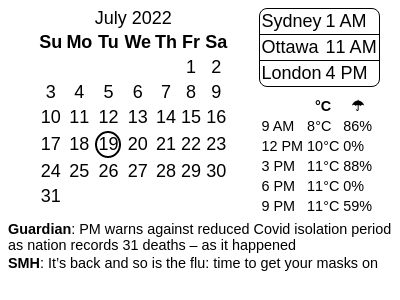 July 2022
Su Mo Tu We Th Fr Sa
1 2
3 4 5 6 7 8 9
10 11 12 13 14 15 16
17 18 19 20 21 22 23
24 25 26 27 28 29 30
31
Sydney 1 AM
Ottawa 11 AM
London 4 PM
°C ☂
9 AM 8°C 86%
12 PM 10°C 0%
3 PM 11°C 88%
6 PM 11°C 0%
9 PM 11°C 59%
Guardian: PM warns against reduced Covid isolation period
as nation records 31 deaths – as it happened
SMH: It’s back and so is the flu: time to get your masks on